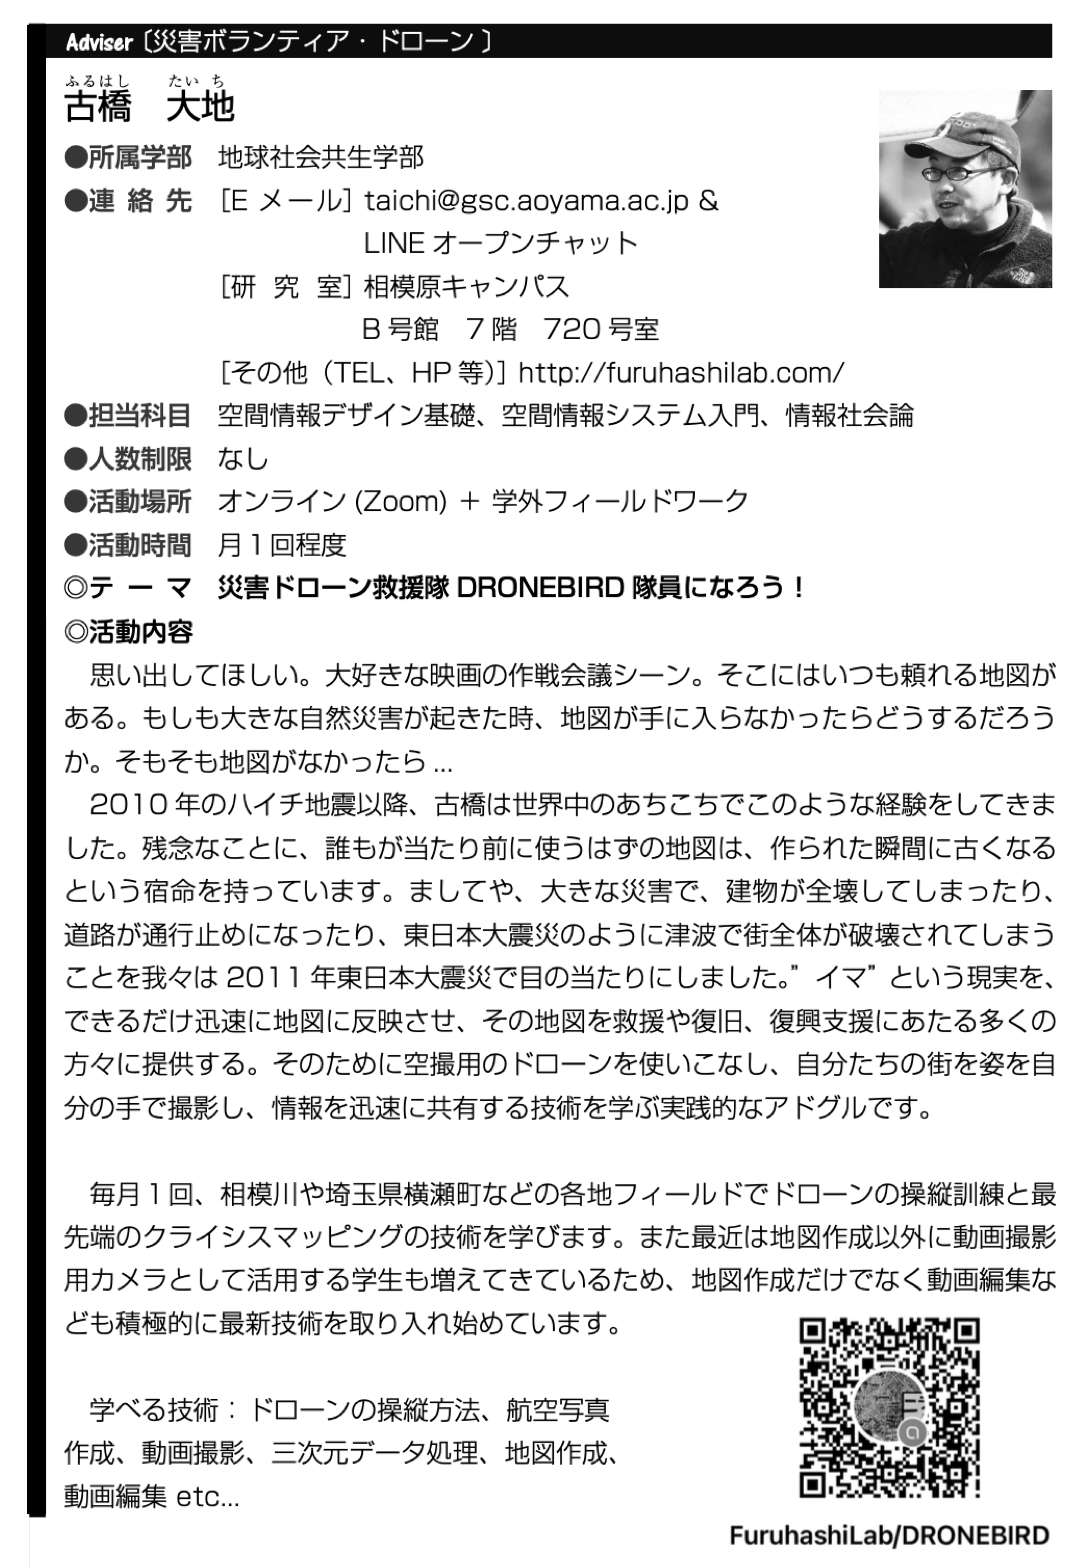 Adviser〔災害ボランティア・ドローン〕
ふるはし たいち
古橋 大地
●所属学部 地球社会共生学部
●連絡先 [E メール] taichi@gsc.aoyama.ac.jp &
LINE オープンチャット
[研究室] 相模原キャンパス
B 号館 7 階 720 号室
[その他（TEL、HP 等)] http://furuhashilab.com/
●担当科目 空間情報デザイン基礎、空間情報システム入門、情報社会論
●人数制限 なし
●活動場所 オンライン (Zoom) ＋ 学外フィールドワーク
●活動時間 月１回程度
◎テーマ 災害ドローン救援隊 DRONEBIRD 隊員になろう！
◎活動内容
思い出してほしい。大好きな映画の作戦会議シーン。そこにはいつも頼れる地図が
ある。もしも大きな自然災害が起きた時、地図が手に入らなかったらどうするだろう
か。そもそも地図がなかったら ...
2010 年のハイチ地震以降、古橋は世界中のあちこちでこのような経験をしてきま
した。残念なことに、誰もが当たり前に使うはずの地図は、作られた瞬間に古くなる
という宿命を持っています。ましてや、大きな災害で、建物が全壊してしまったり、
道路が通行止めになったり、東日本大震災のように津波で街全体が破壊されてしまう
ことを我々は 2011 年東日本大震災で目の当たりにしました。”イマ”という現実を、
できるだけ迅速に地図に反映させ、その地図を救援や復旧、復興支援にあたる多くの
方々に提供する。そのために空撮用のドローンを使いこなし、自分たちの街を姿を自
分の手で撮影し、情報を迅速に共有する技術を学ぶ実践的なアドグルです。
毎月１回、相模川や埼玉県横瀬町などの各地フィールドでドローンの操縦訓練と最
先端のクライシスマッピングの技術を学びます。また最近は地図作成以外に動画撮影
用カメラとして活用する学生も増えてきているため、地図作成だけでなく動画編集な
ども積極的に最新技術を取り入れ始めています。
学べる技術：ドローンの操縦方法、航空写真
作成、動画撮影、三次元データ処理、地図作成、
動画編集 etc...
FuruhashiLab/DRONEBIRD